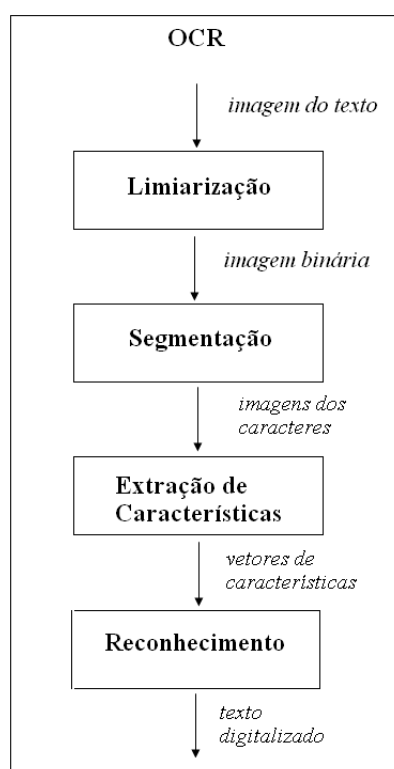 OCR
imagem do texto
Limiarização
imagem binária
Segmentação
imagens dos
caracteres
Extração de
Características
vetores de
características
Reconhecimento
texto
digitalizado